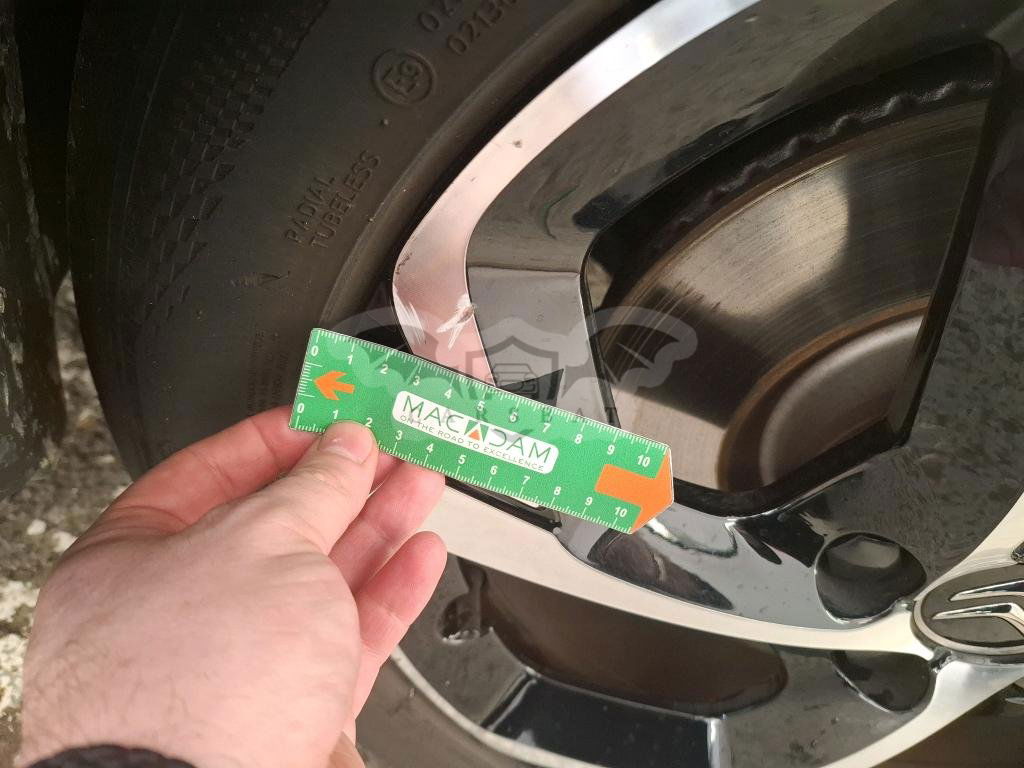 E9
RADIAL
TUBELESS
0 1 2 3 4 5 6 7 8 9 10
MACADAM
ON THE ROAD TO EXCELLENCE
0 1 2 3 4 5 6 7 8 9 10